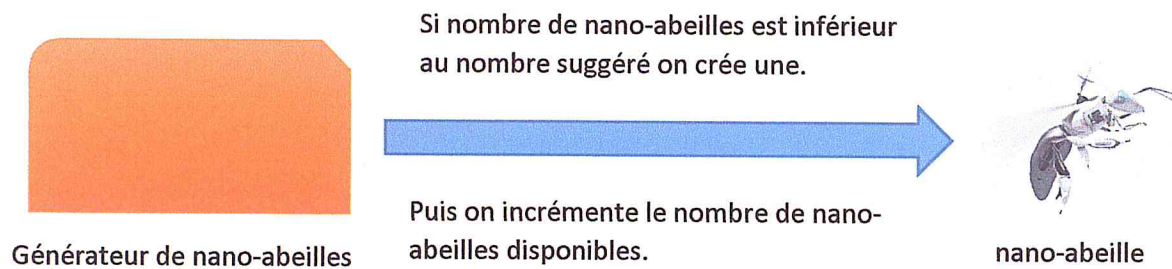 Si nombre de nano-abeilles est inférieur
au nombre suggéré on crée une.
Puis on incrémente le nombre de nano-
abeilles disponibles.
Générateur de nano-abeilles
nano-abeille